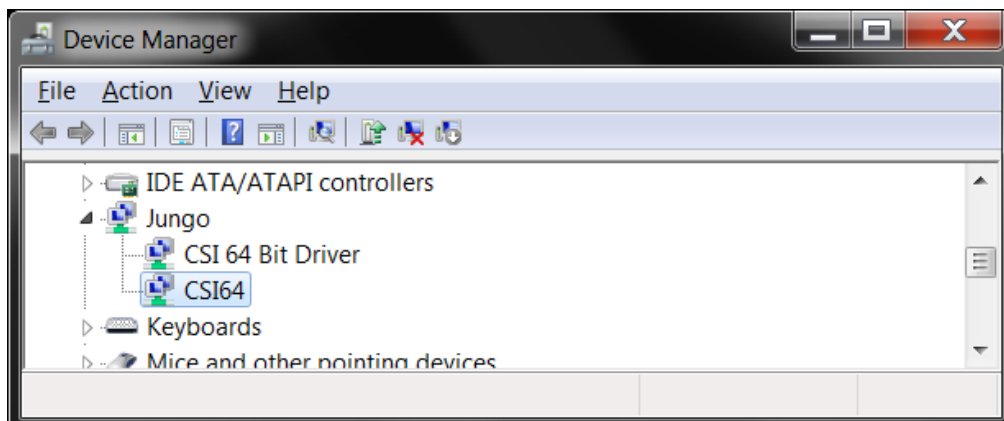 Device Manager
File Action View Help
IDE ATA/ATAPI controllers
Jungo
CSI 64 Bit Driver
CSI64
Keyboards
Mice and other pointing devices